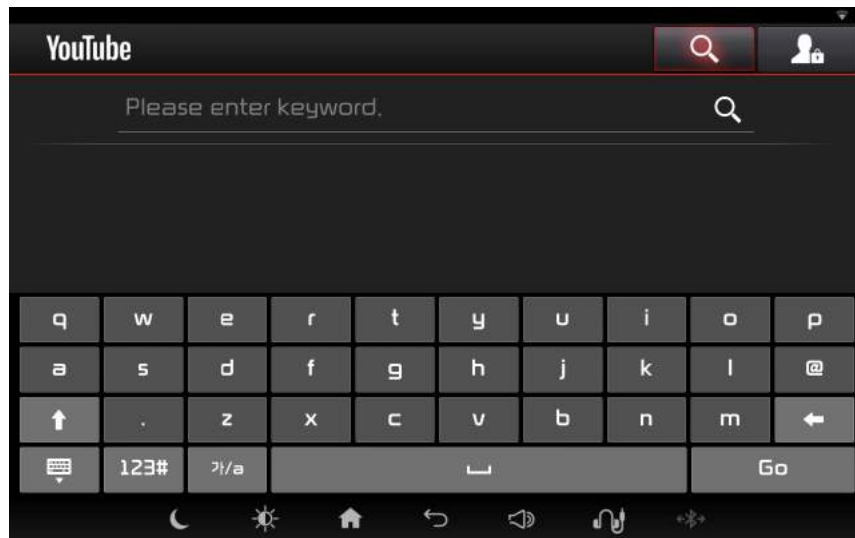 YouTube
Please enter keyword.
q w e r t y u i o p
a s d f g h j k l @
. z x c v b n m
123# 가/a Go